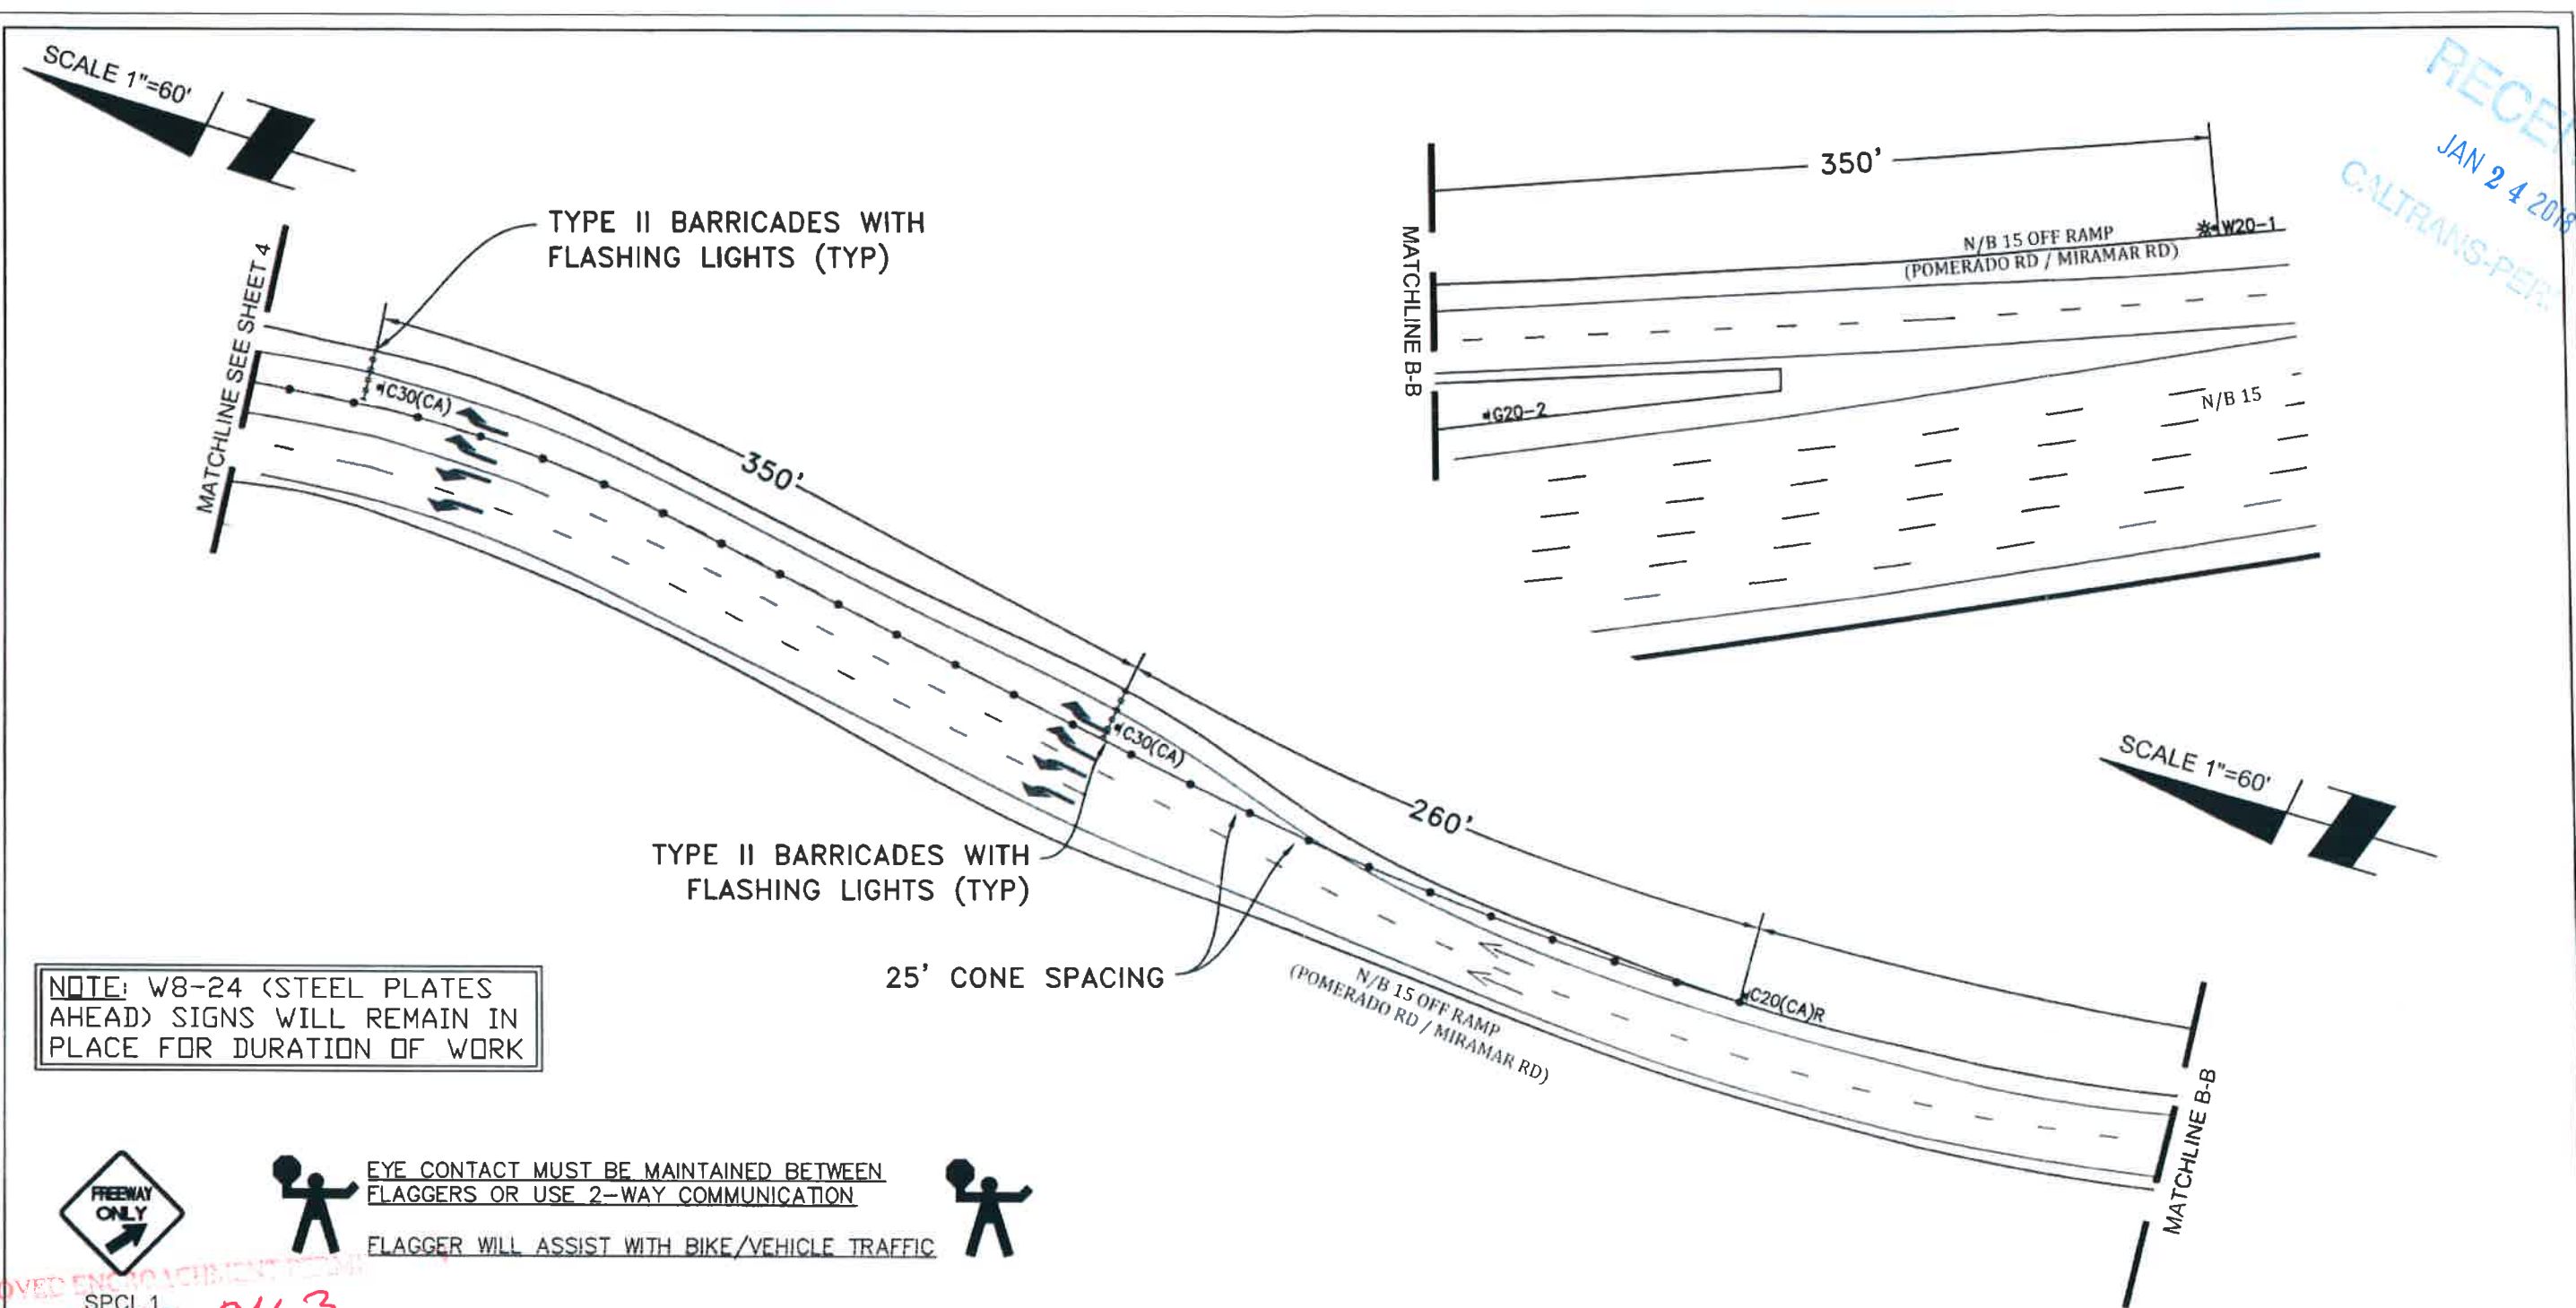 SCALE 1"=60'
TYPE II BARRICADES WITH
FLASHING LIGHTS (TYP)
MATCHLINE SEE SHEET 4
C30(CA)
350'
350'
MATCHLINE B-B
W20-1
N/B 15 OFF RAMP
(POMERADO RD / MIRAMAR RD)
G20-2
N/B 15
JAN 24 2018
C30(CA)
260'
TYPE II BARRICADES WITH
FLASHING LIGHTS (TYP)
25' CONE SPACING
N/B 15 OFF RAMP
(POMERADO RD / MIRAMAR RD)
C20(CA)R
SCALE 1"=60'
MATCHLINE B-B
NOTE: W8-24 (STEEL PLATES
AHEAD) SIGNS WILL REMAIN IN
PLACE FOR DURATION OF WORK
FREEWAY
ONLY
EYE CONTACT MUST BE MAINTAINED BETWEEN
FLAGGERS OR USE 2-WAY COMMUNICATION
FLAGGER WILL ASSIST WITH BIKE/VEHICLE TRAFFIC
SPCL 1